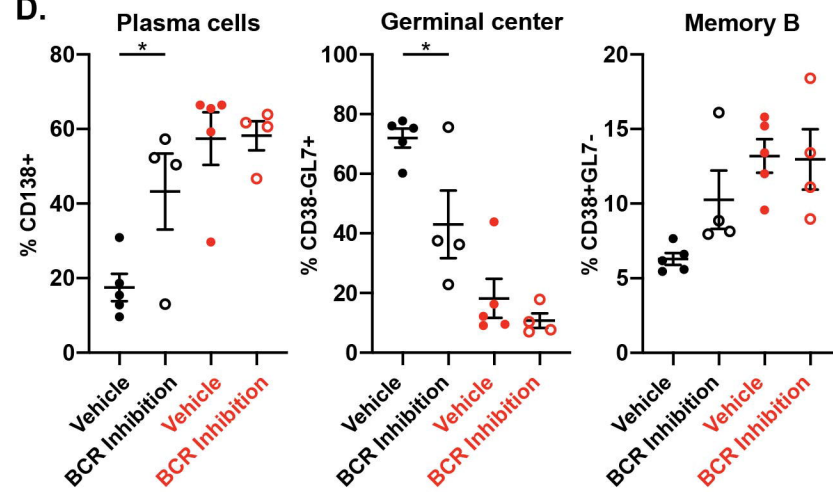 D.
Plasma cells
Germinal center
Memory B
% CD138+
80
60
40
20
0
*
Vehicle
BCR Inhibition
Vehicle
BCR Inhibition
% CD38-GL7+
100
80
60
40
20
0
*
Vehicle
BCR Inhibition
Vehicle
BCR Inhibition
% CD38+GL7-
20
15
10
5
0
Vehicle
BCR Inhibition
Vehicle
BCR Inhibition